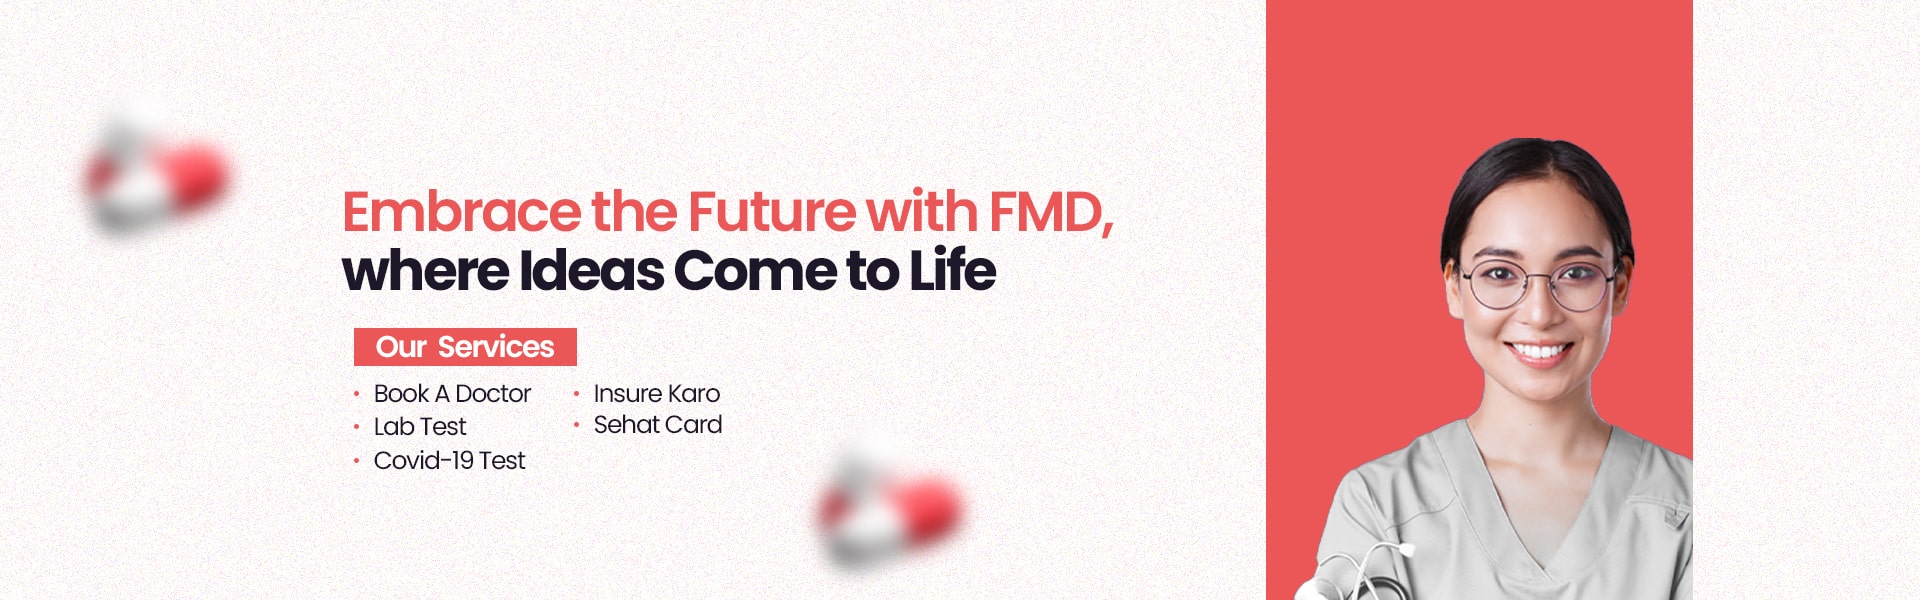 Embrace the Future with FMD,
where Ideas Come to Life
Our Services
Book A Doctor
Lab Test
Covid-19 Test
Insure Karo
Sehat Card